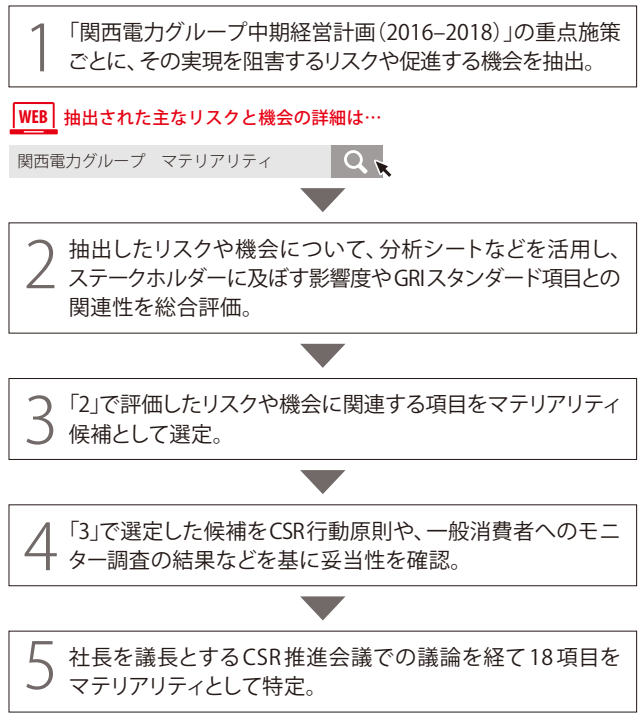 1
「関西電力グループ中期経営計画(2016–2018)」の重点施策
ごとに、その実現を阻害するリスクや促進する機会を抽出。
WEB 抽出された主なリスクと機会の詳細は…
関西電力グループ　マテリアリティ
2
抽出したリスクや機会について、分析シートなどを活用し、
ステークホルダーに及ぼす影響度やGRIスタンダード項目との
関連性を総合評価。
3
「2」で評価したリスクや機会に関連する項目をマテリアリティ
候補として選定。
4
「3」で選定した候補をCSR行動原則や、一般消費者へのモニ
ター調査の結果などを基に妥当性を確認。
5
社長を議長とするCSR推進会議での議論を経て18項目を
マテリアリティとして特定。